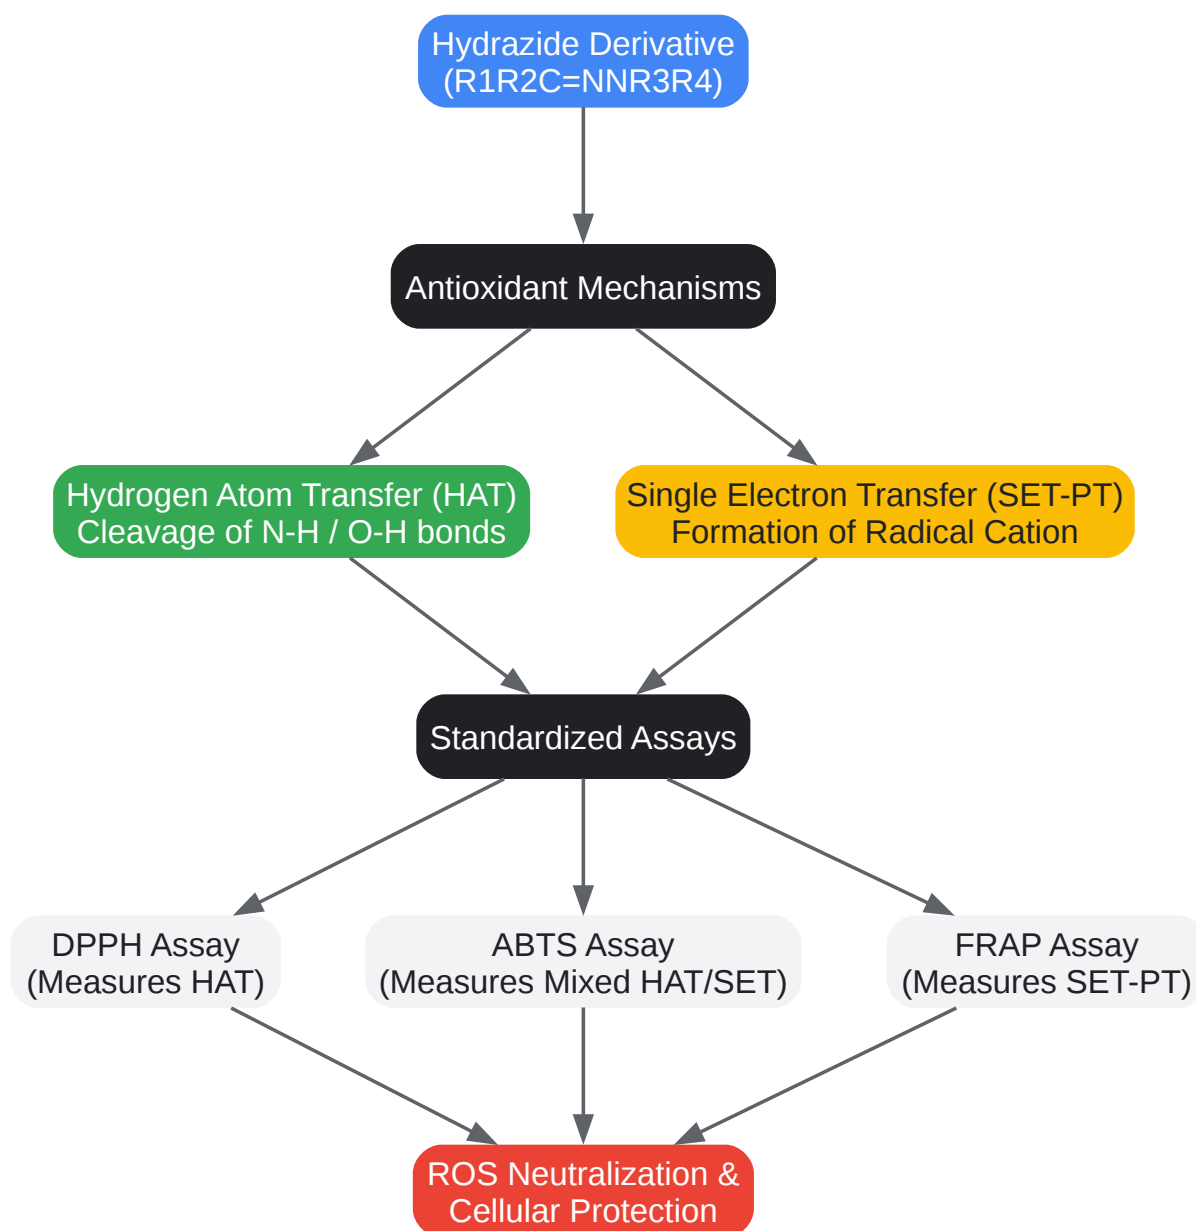 Hydrazide Derivative
(R1R2C=NNR3R4)
Antioxidant Mechanisms
Hydrogen Atom Transfer (HAT)
Cleavage of N-H / O-H bonds
Single Electron Transfer (SET-PT)
Formation of Radical Cation
Standardized Assays
DPPH Assay
(Measures HAT)
ABTS Assay
(Measures Mixed HAT/SET)
FRAP Assay
(Measures SET-PT)
ROS Neutralization &
Cellular Protection